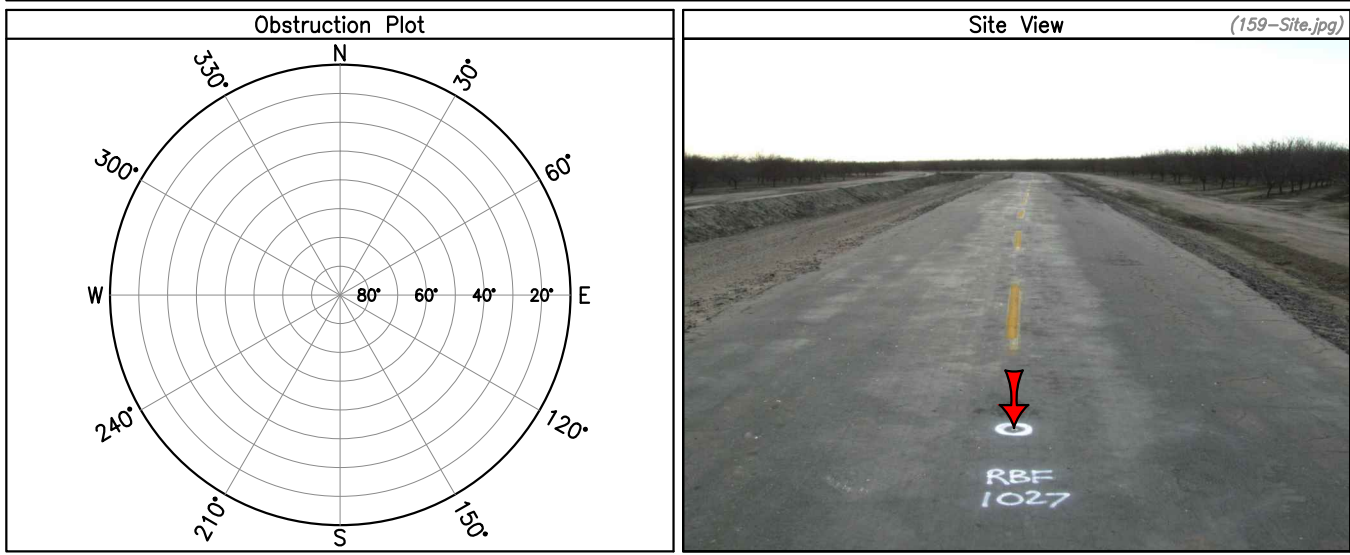 Obstruction Plot
N
330° 30°
300° 60°
W 80° 60° 40° 20° E
240° 120°
210° 150°
S
Site View (159-Site.jpg)
RBF
1027